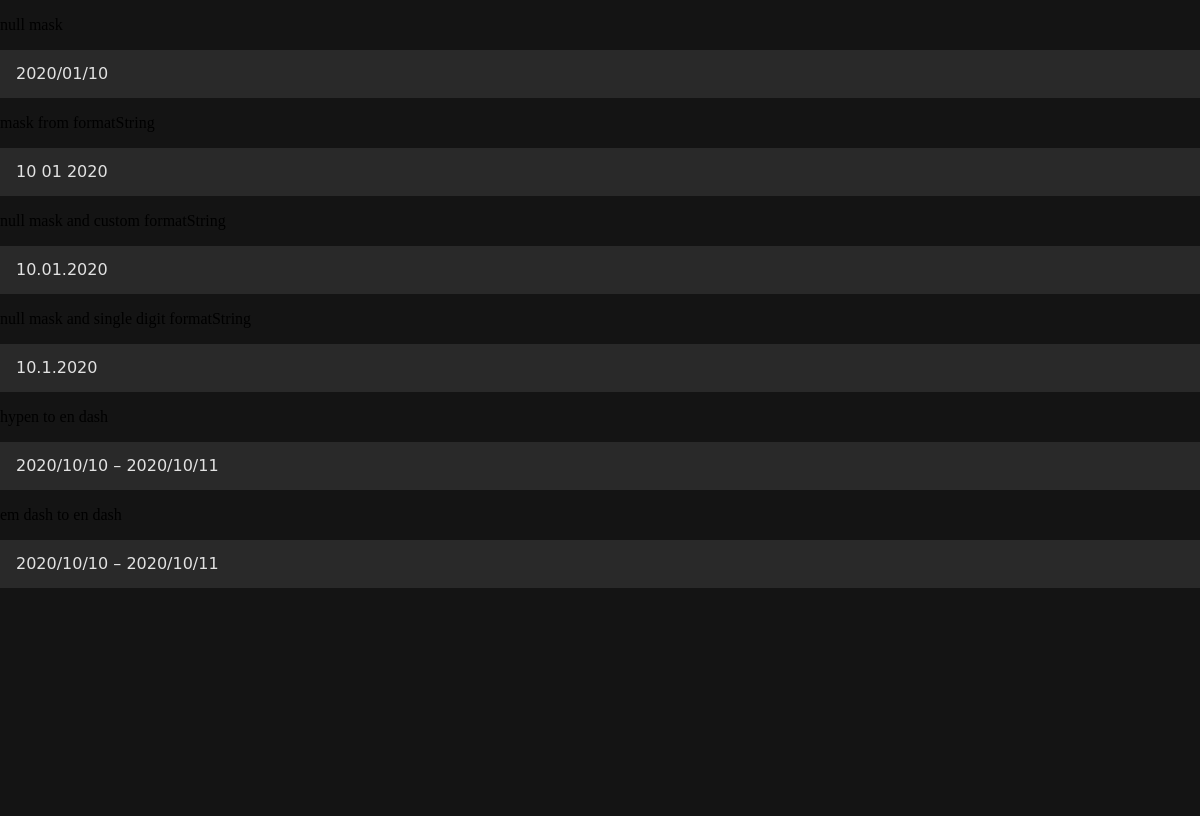 null mask
2020/01/10
mask from formatString
10 01 2020
null mask and custom formatString
10.01.2020
null mask and single digit formatString
10.1.2020
hypen to en dash
2020/10/10 – 2020/10/11
em dash to en dash
2020/10/10 – 2020/10/11